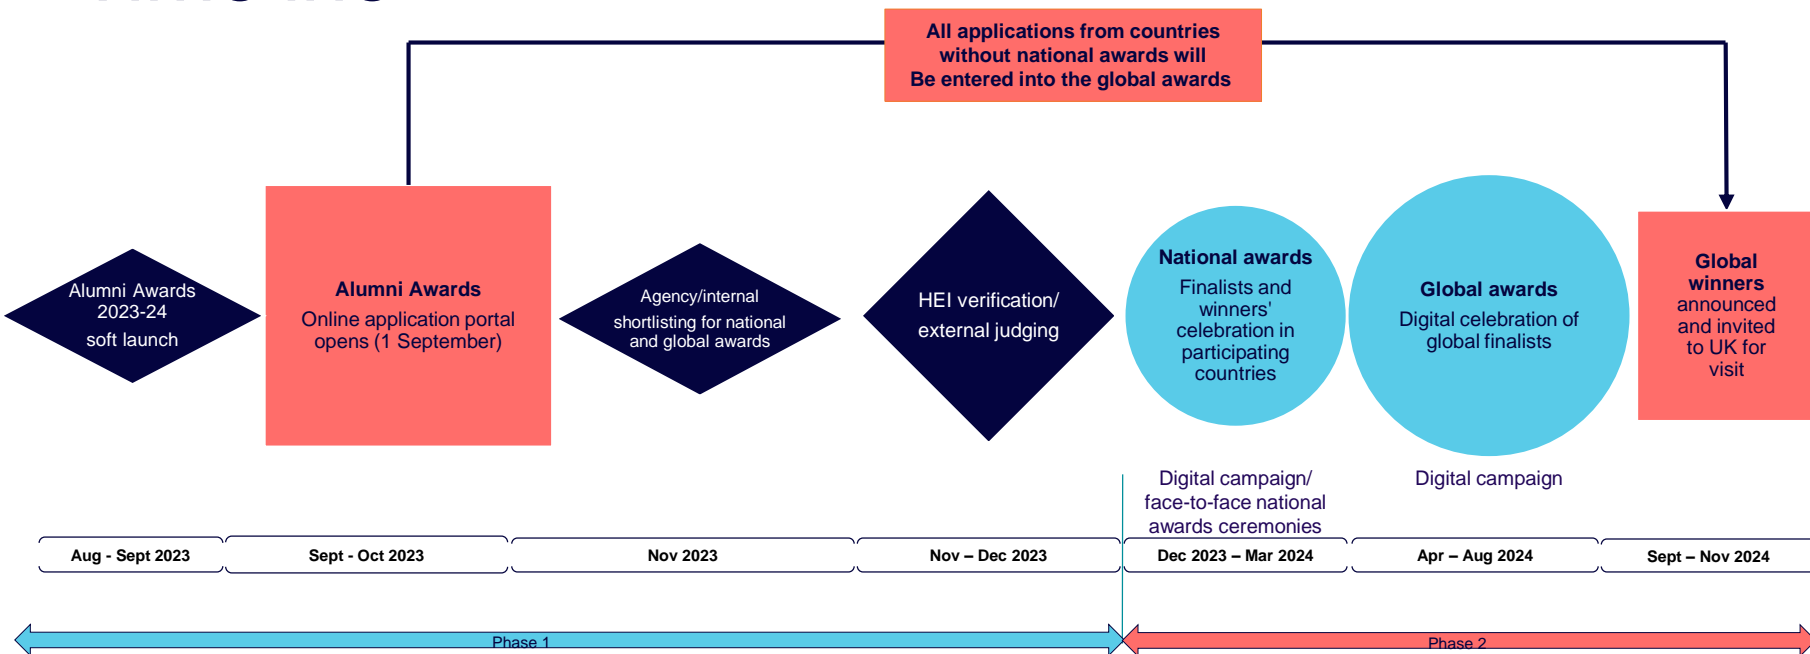 All applications from countries
without national awards will
Be entered into the global awards
Alumni Awards
2023-24
soft launch
Alumni Awards
Online application portal
opens (1 September)
Agency/internal
shortlisting for national
and global awards
HEI verification/
external judging
National awards
Finalists and
winners'
celebration in
participating
countries
Global awards
Digital celebration of
global finalists
Global
winners
announced
and invited
to UK for
visit
Digital campaign/
face-to-face national
awards ceremonies
Digital campaign
Aug - Sept 2023
Sept - Oct 2023
Nov 2023
Nov – Dec 2023
Dec 2023 – Mar 2024
Apr – Aug 2024
Sept – Nov 2024
Phase 1
Phase 2